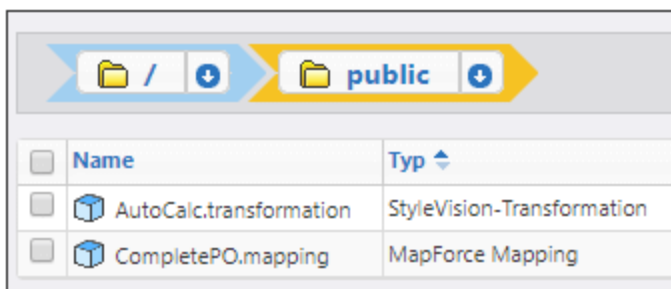 / public
Name Typ
AutoCalc.transformation StyleVision-Transformation
CompletePO.mapping MapForce Mapping